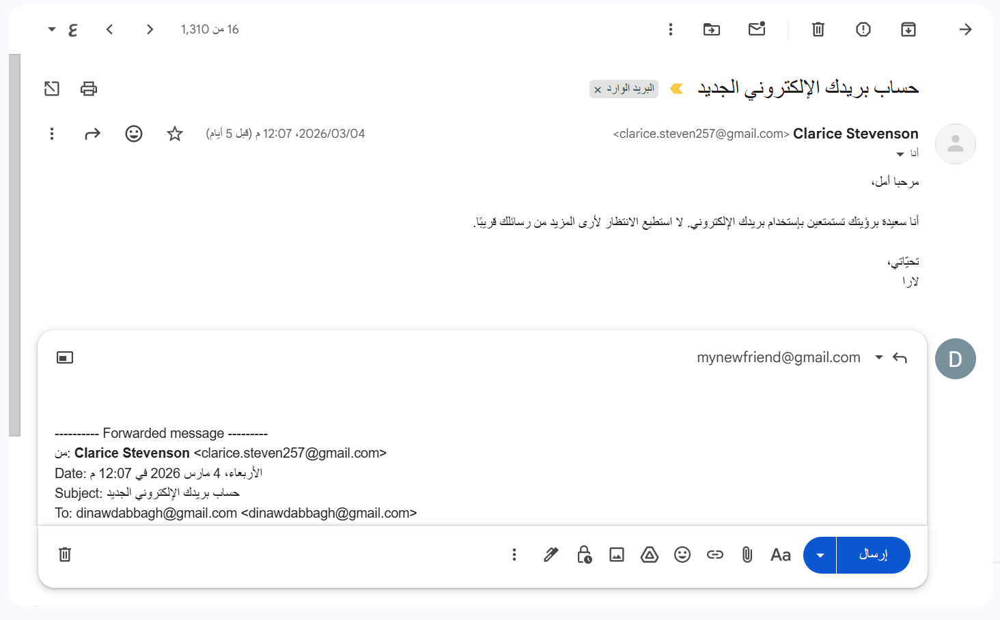 16 من 1,310
ع
حساب بريدك الإلكتروني الجديد
البريد الوارد ×
Clarice Stevenson <clarice.steven257@gmail.com>
2026/03/04، 12:07 م (قبل 5 أيام)
أنا
مرحبا أمل،
أنا سعيدة برؤيتك تستمتعين بإستخدام بريدك الإلكتروني. لا استطيع الانتظار لأرى المزيد من رسائلك قريبًا.
تحيّاتي،
لارا
D
mynewfriend@gmail.com
---------- Forwarded message ---------
من: Clarice Stevenson <clarice.steven257@gmail.com>
Date: الأربعاء، 4 مارس 2026 في 12:07 م
Subject: حساب بريدك الإلكتروني الجديد
To: dinawdabbagh@gmail.com <dinawdabbagh@gmail.com>
إرسال
Aa